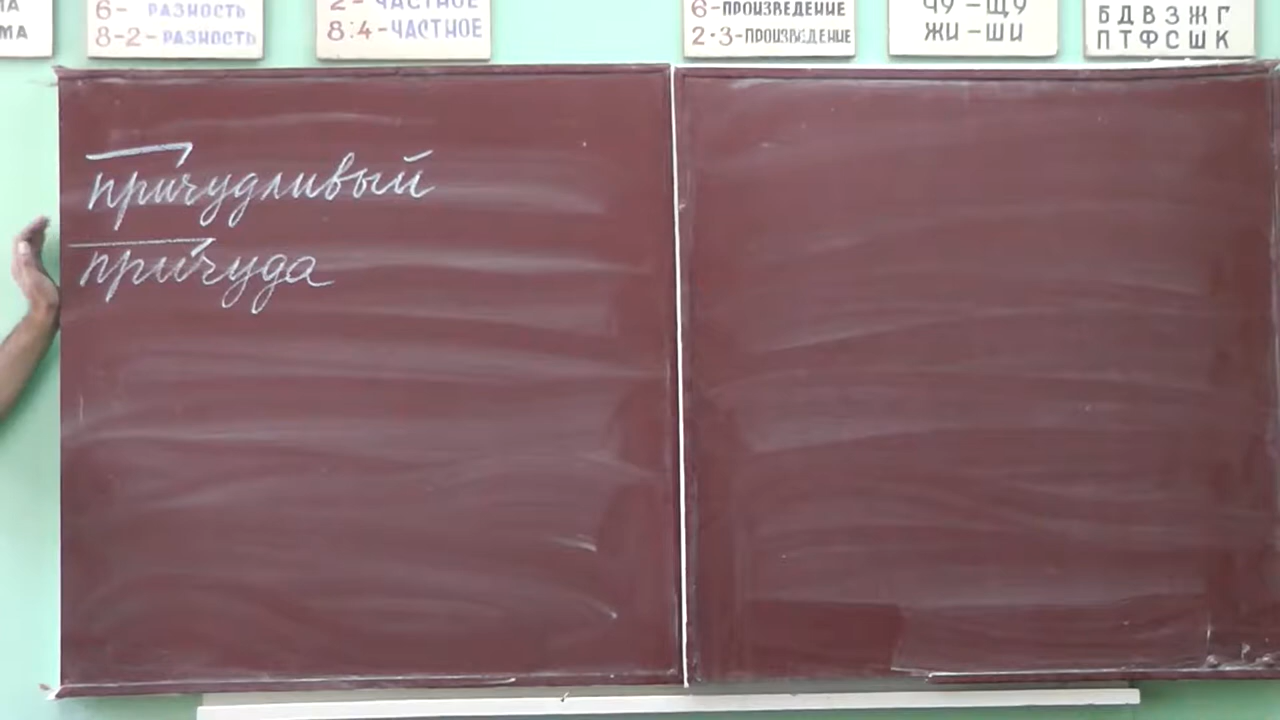 МА
6- РАЗНОСТЬ
8-2-РАЗНОСТЬ
2- ЧАСТНОЕ
8:4-ЧАСТНОЕ
6-ПРОИЗВЕДЕНИЕ
2·3-ПРОИЗВЕДЕНИЕ
ЧУ-ЩУ
ЖИ-ШИ
Б Д В З Ж Г
П Т Ф С Ш К
причудливый
причуда